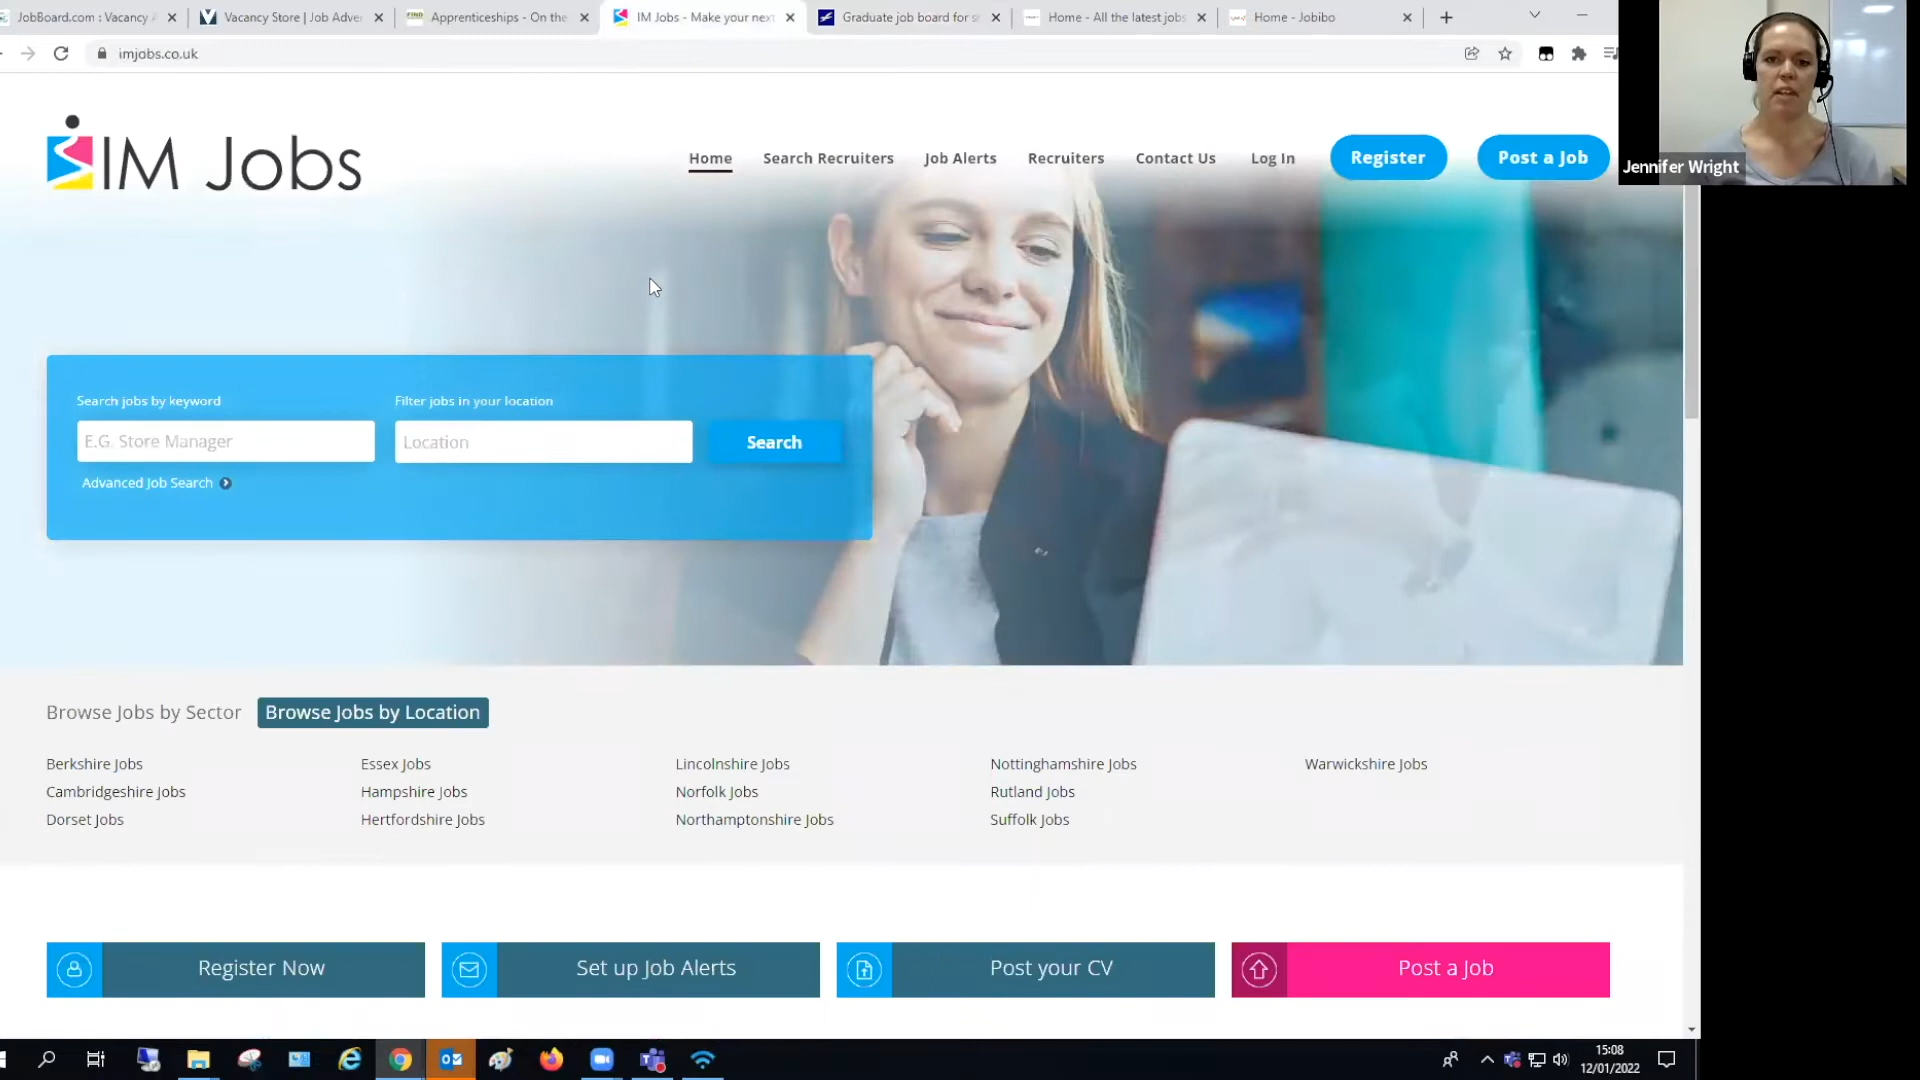 JobBoard.com : Vacancy A
Vacancy Store | Job Adver
Apprenticeships - On the
IM Jobs - Make your next
Graduate job board for s
Home - All the latest jobs
Home - Jobibo
imjobs.co.uk
IM Jobs
Home
Search Recruiters
Job Alerts
Recruiters
Contact Us
Log In
Register
Post a Job
Jennifer Wright
Search jobs by keyword
Filter jobs in your location
E.G. Store Manager
Location
Search
Advanced Job Search
Browse Jobs by Sector
Browse Jobs by Location
Berkshire Jobs
Essex Jobs
Lincolnshire Jobs
Nottinghamshire Jobs
Warwickshire Jobs
Cambridgeshire Jobs
Hampshire Jobs
Norfolk Jobs
Rutland Jobs
Dorset Jobs
Hertfordshire Jobs
Northamptonshire Jobs
Suffolk Jobs
Register Now
Set up Job Alerts
Post your CV
Post a Job
15:08
12/01/2022